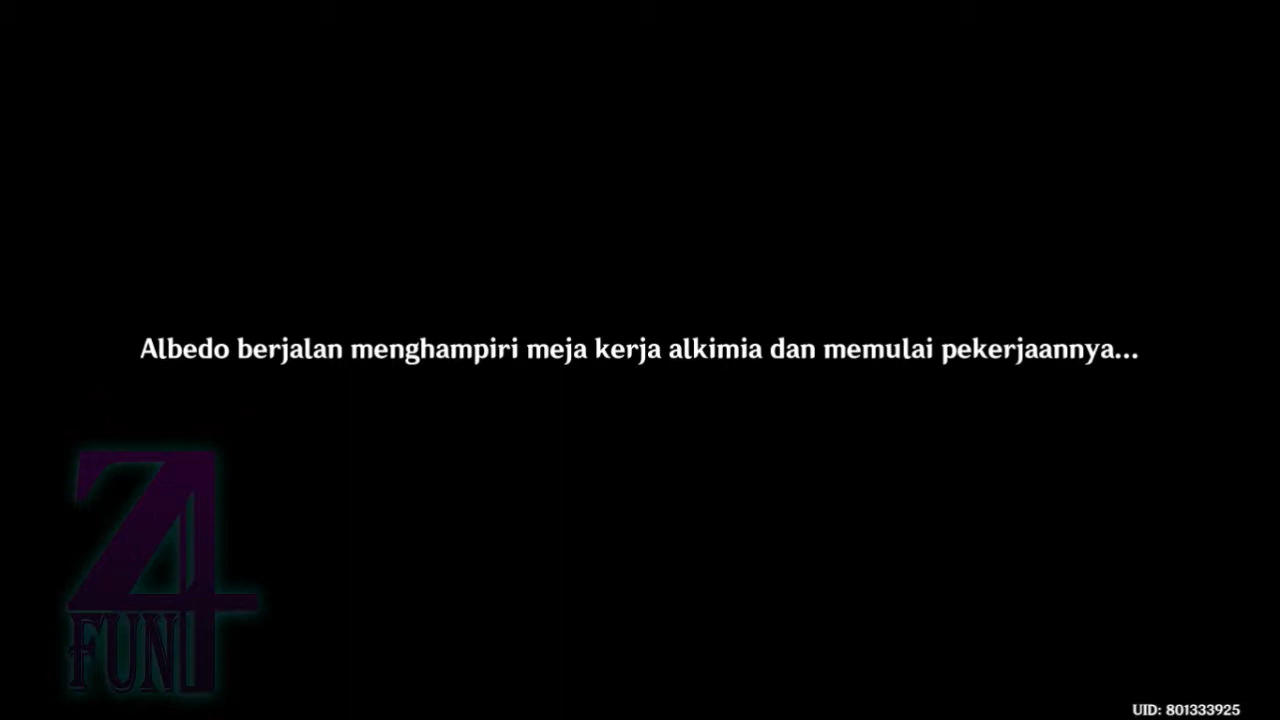 Albedo berjalan menghampiri meja kerja alkimia dan memulai pekerjaannya...
Z4
FUN
UID: 801333925